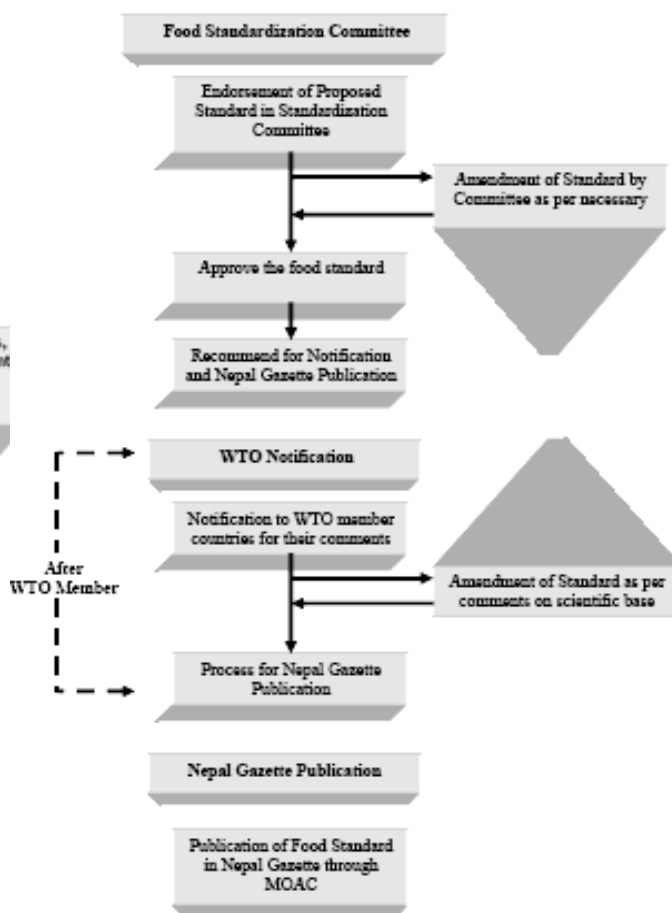 Food Standardization Committee
Endorsement of Proposed
Standard in Standardization
Committee
Amendment of Standard by
Committee as per necessary
Approve the food standard
Recommend for Notification
and Nepal Gazette Publication
WTO Notification
Notification to WTO member
countries for their comments
After
WTO Member
Amendment of Standard as per
comments on scientific base
Process for Nepal Gazette
Publication
Nepal Gazette Publication
Publication of Food Standard
in Nepal Gazette through
MOAC